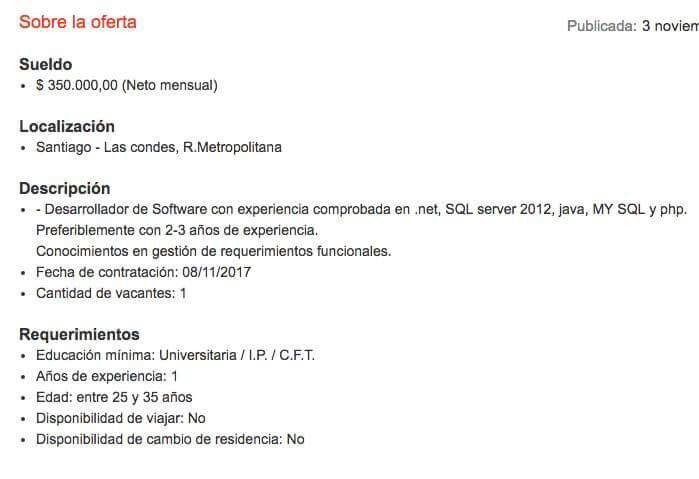 Sobre la oferta
Publicada: 3
Sueldo
• $ 350.000,00 (Neto mensual)
Localización
• Santiago - Las condes, R.Metropolitana
Descripción
• - Desarrollador de Software con experiencia comprobada en .net, SQL server 2012, java, MY SQL y php.
Preferiblemente con 2-3 años de experiencia.
Conocimientos en gestión de requerimientos funcionales.
• Fecha de contratación: 08/11/2017
• Cantidad de vacantes: 1
Requerimientos
• Educación mínima: Universitaria / I.P. / C.F.T.
• Años de experiencia: 1
• Edad: entre 25 y 35 años
• Disponibilidad de viajar: No
• Disponibilidad de cambio de residencia: No